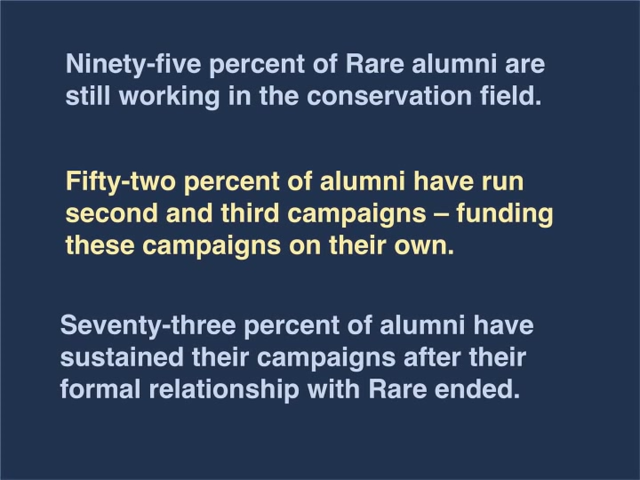 Ninety-five percent of Rare alumni are
still working in the conservation field.
Fifty-two percent of alumni have run
second and third campaigns – funding
these campaigns on their own.
Seventy-three percent of alumni have
sustained their campaigns after their
formal relationship with Rare ended.